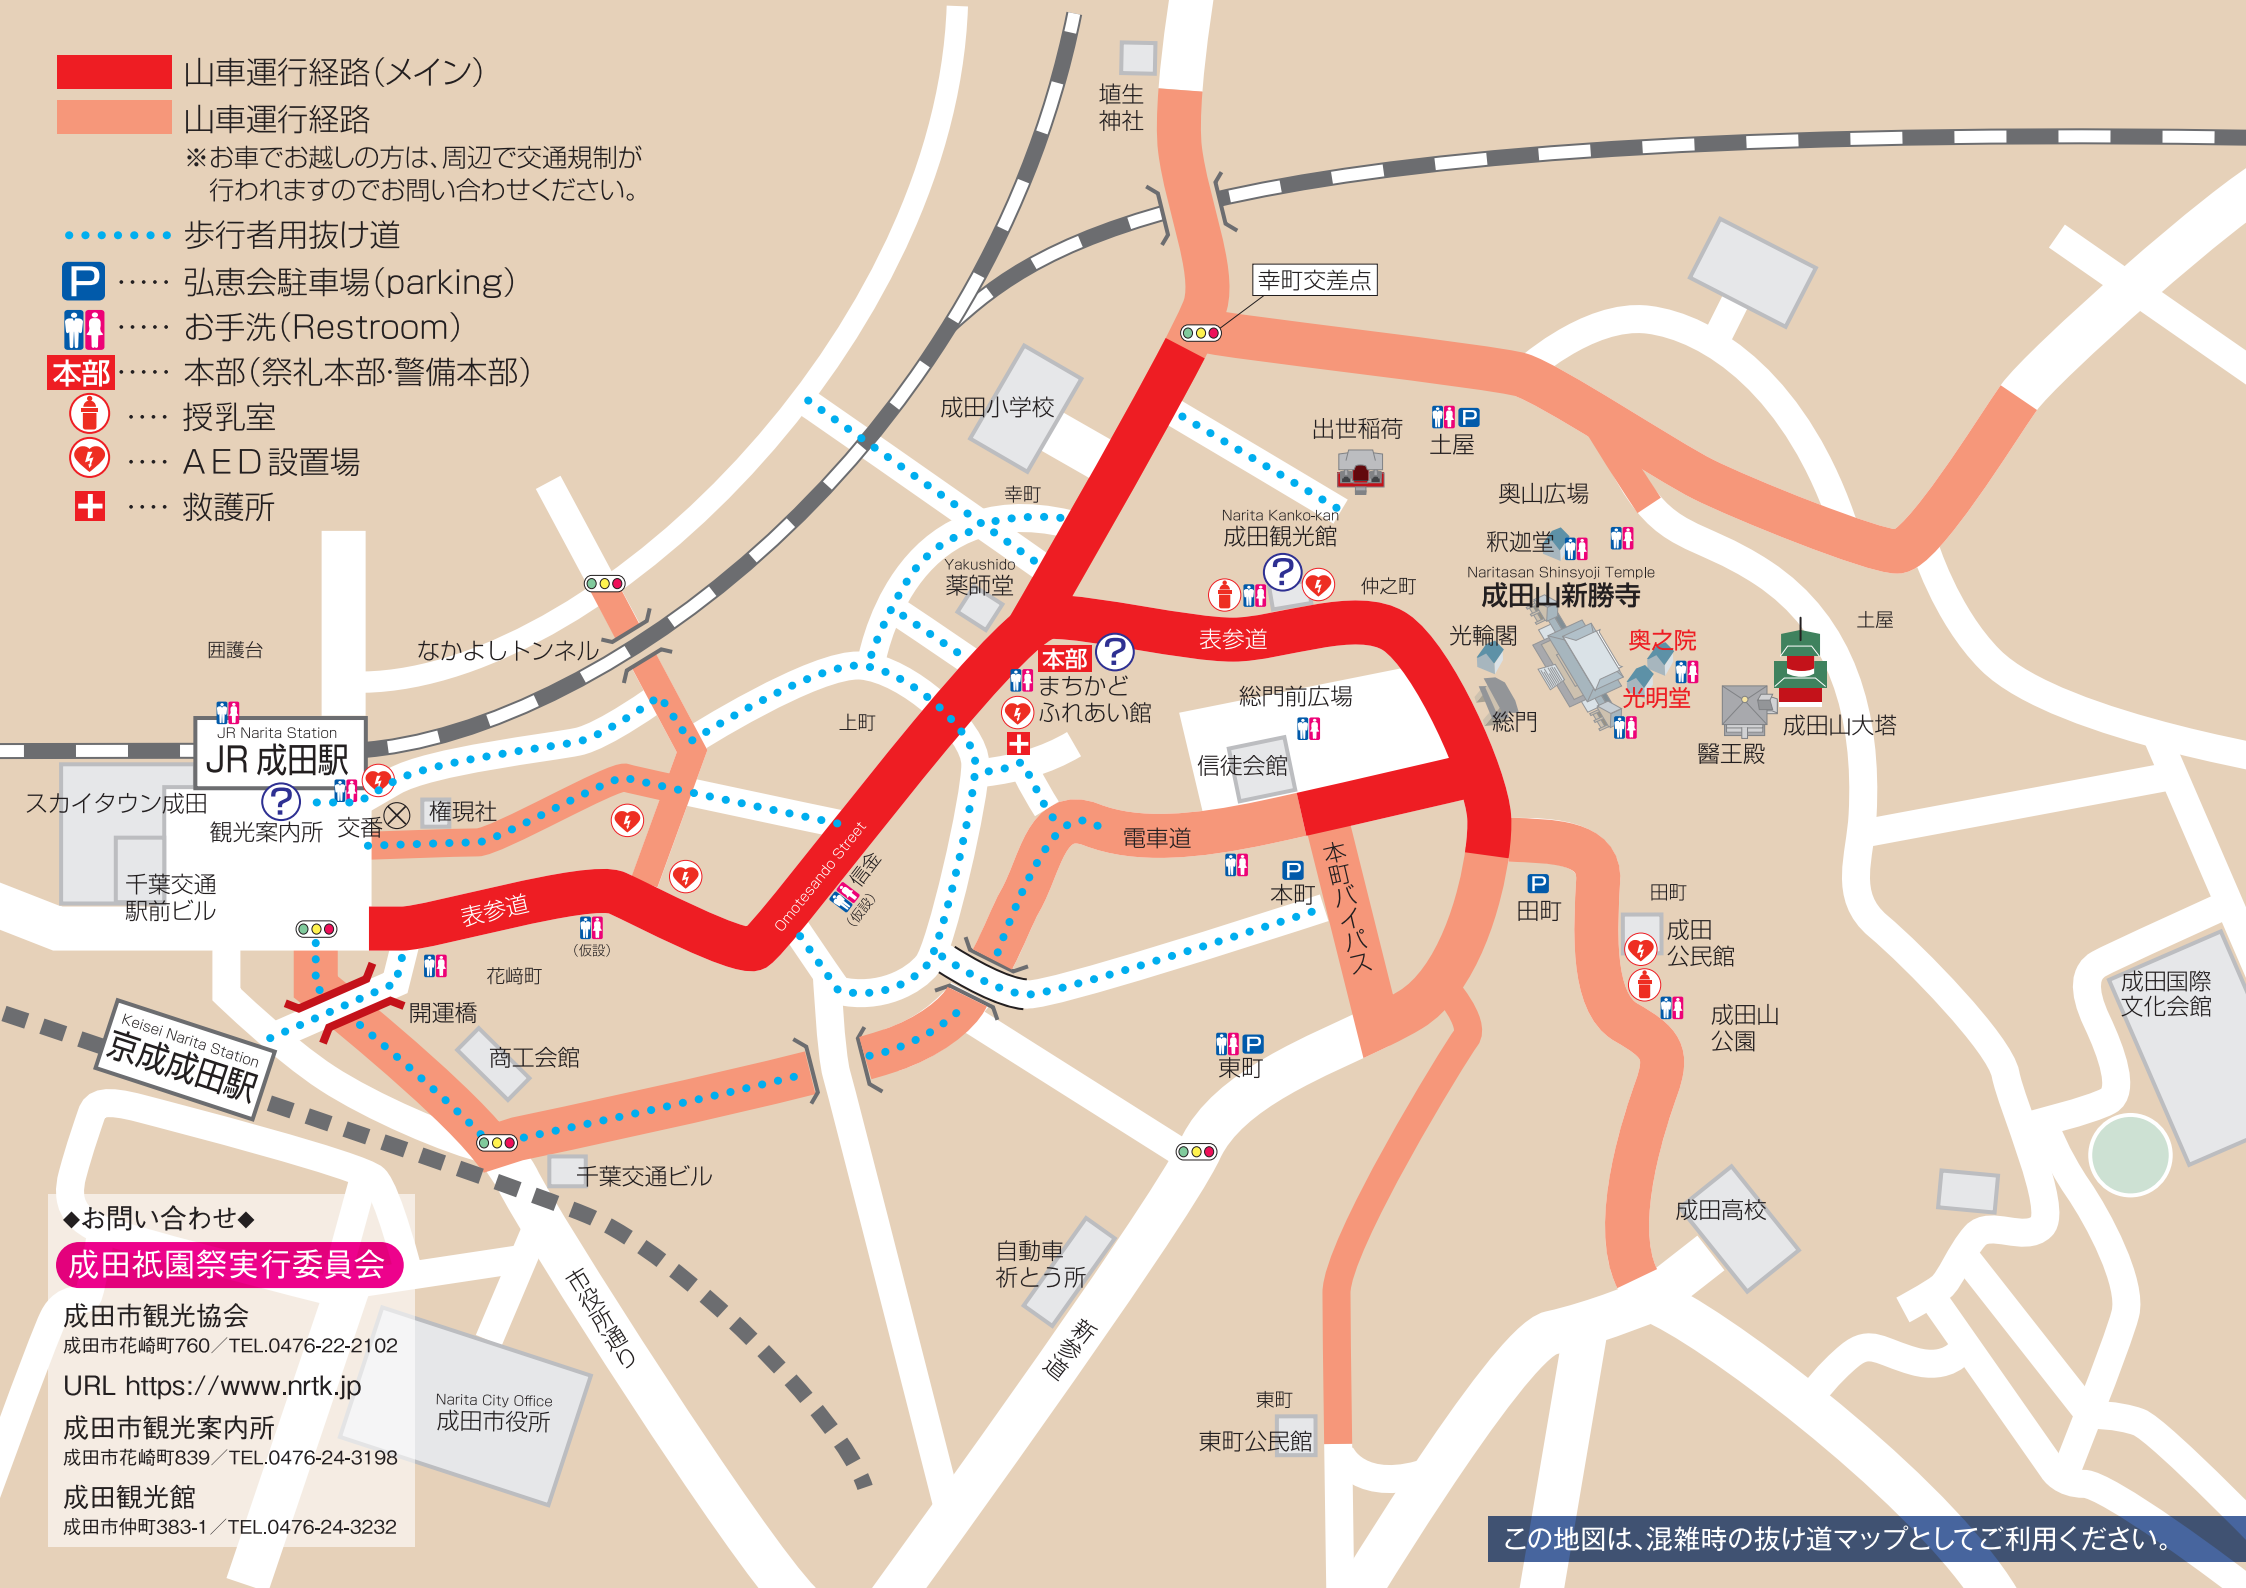 山車運行経路(メイン)
山車運行経路
※お車でお越しの方は、周辺で交通規制が
行われますのでお問い合わせください。
歩行者用抜け道
P ‥‥‥ 弘恵会駐車場(parking)
‥‥‥ お手洗(Restroom)
本部 ‥‥‥ 本部(祭礼本部・警備本部)
‥‥ 授乳室
‥‥ AED設置場
‥‥ 救護所
埴生
神社
幸町交差点
成田小学校
幸町
出世稲荷
P
土屋
奥山広場
釈迦堂
Naritasan Shinsyoji Temple
成田山新勝寺
Narita Kanko-kan
成田観光館
?
仲之町
Yakushido
薬師堂
光輪閣
奥之院
光明堂
総門
土屋
成田山大塔
醫王殿
囲護台
なかよしトンネル
表参道
本部
?
まちかど
ふれあい館
総門前広場
信徒会館
上町
JR Narita Station
JR 成田駅
スカイタウン成田
?
観光案内所
交番
権現社
千葉交通
駅前ビル
表参道
(仮設)
Omotesando Street
信金
(仮設)
電車道
P
本町
本町バイパス
P
田町
田町
成田
公民館
成田山
公園
成田国際
文化会館
花﨑町
開運橋
Keisei Narita Station
京成成田駅
商工会館
千葉交通ビル
P
東町
成田高校
自動車
祈とう所
新参道
市役所通り
Narita City Office
成田市役所
東町
東町公民館
◆お問い合わせ◆
成田祇園祭実行委員会
成田市観光協会
成田市花崎町760/TEL.0476-22-2102
URL https://www.nrtk.jp
成田市観光案内所
成田市花崎町839/TEL.0476-24-3198
成田観光館
成田市仲町383-1/TEL.0476-24-3232
この地図は、混雑時の抜け道マップとしてご利用ください。